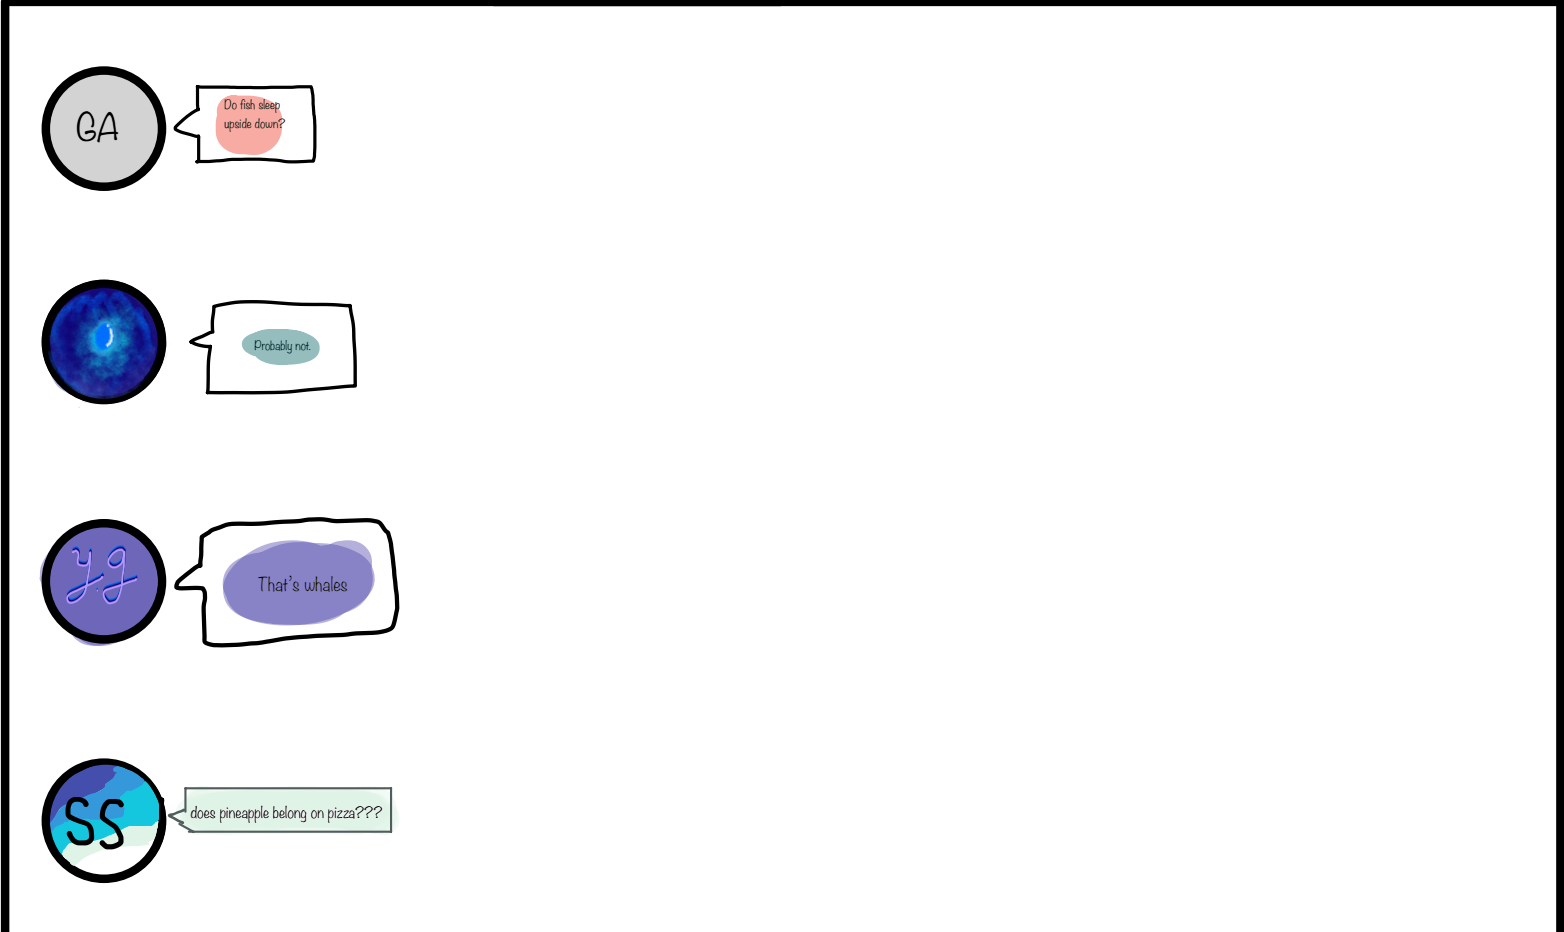 GA
Do fish sleep
upside down?
Probably not.
yg
That's whales
SS
does pineapple belong on pizza???